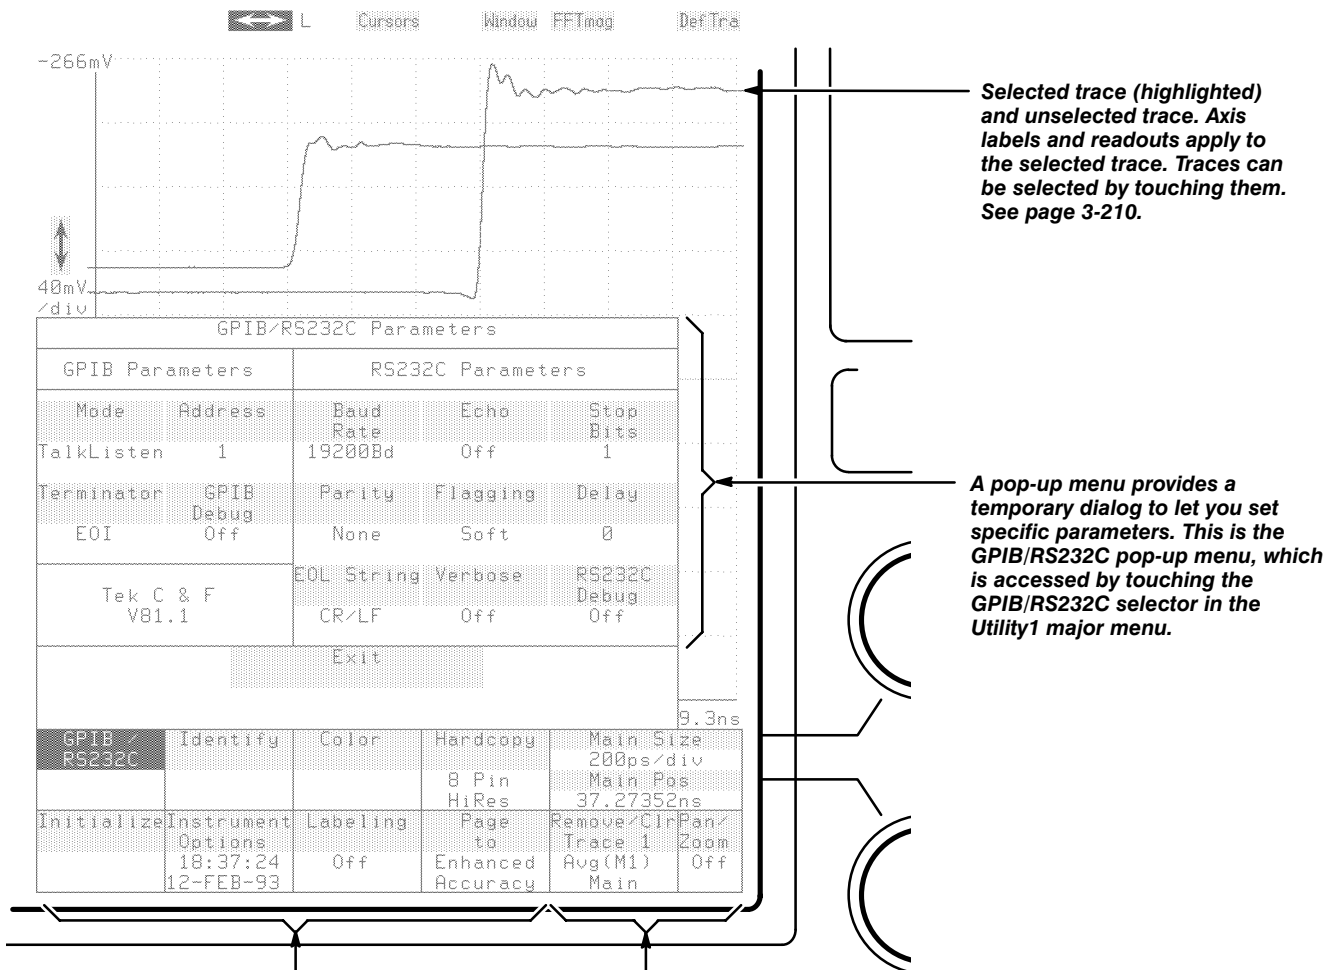 L Cursors Window FFTmag DefTra
-266mV
Selected trace (highlighted)
and unselected trace. Axis
labels and readouts apply to
the selected trace. Traces can
be selected by touching them.
See page 3-210.
40mV
/div
GPIB/RS232C Parameters
GPIB Parameters RS232C Parameters
Mode Address Baud Rate Echo Stop Bits
TalkListen 1 19200Bd Off 1
Terminator GPIB Debug Parity Flagging Delay
EOI Off None Soft 0
Tek C & F
V81.1
EOL String Verbose RS232C Debug
CR/LF Off Off
Exit
A pop-up menu provides a
temporary dialog to let you set
specific parameters. This is the
GPIB/RS232C pop-up menu, which
is accessed by touching the
GPIB/RS232C selector in the
Utility1 major menu.
9.3ns
GPIB / RS232C Identify Color Hardcopy Main Size
200ps/div
8 Pin Main Pos
HiRes 37.27352ns
Initialize Instrument Labeling Page Remove/Clr Pan/
Options to Trace 1 Zoom
18:37:24 Off Enhanced Avg(M1) Off
12-FEB-93 Accuracy Main